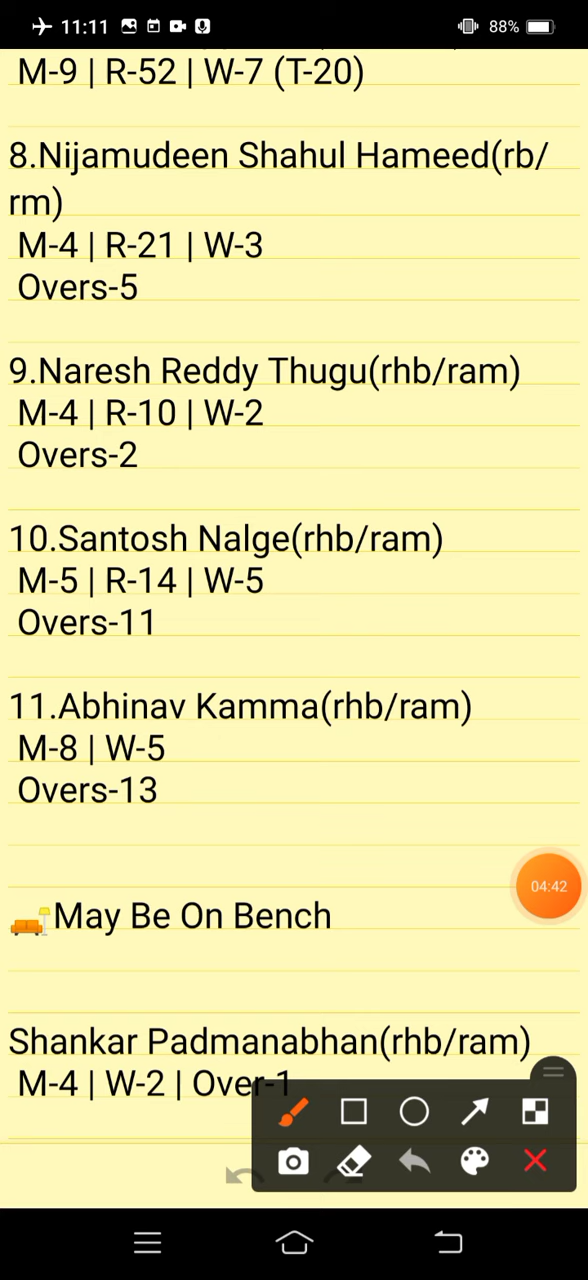 11:11
88%
M-9 | R-52 | W-7 (T-20)
8.Nijamudeen Shahul Hameed(rb/
rm)
M-4 | R-21 | W-3
Overs-5
9.Naresh Reddy Thugu(rhb/ram)
M-4 | R-10 | W-2
Overs-2
10.Santosh Nalge(rhb/ram)
M-5 | R-14 | W-5
Overs-11
11.Abhinav Kamma(rhb/ram)
M-8 | W-5
Overs-13
04:42
May Be On Bench
Shankar Padmanabhan(rhb/ram)
M-4 | W-2 | Over-1